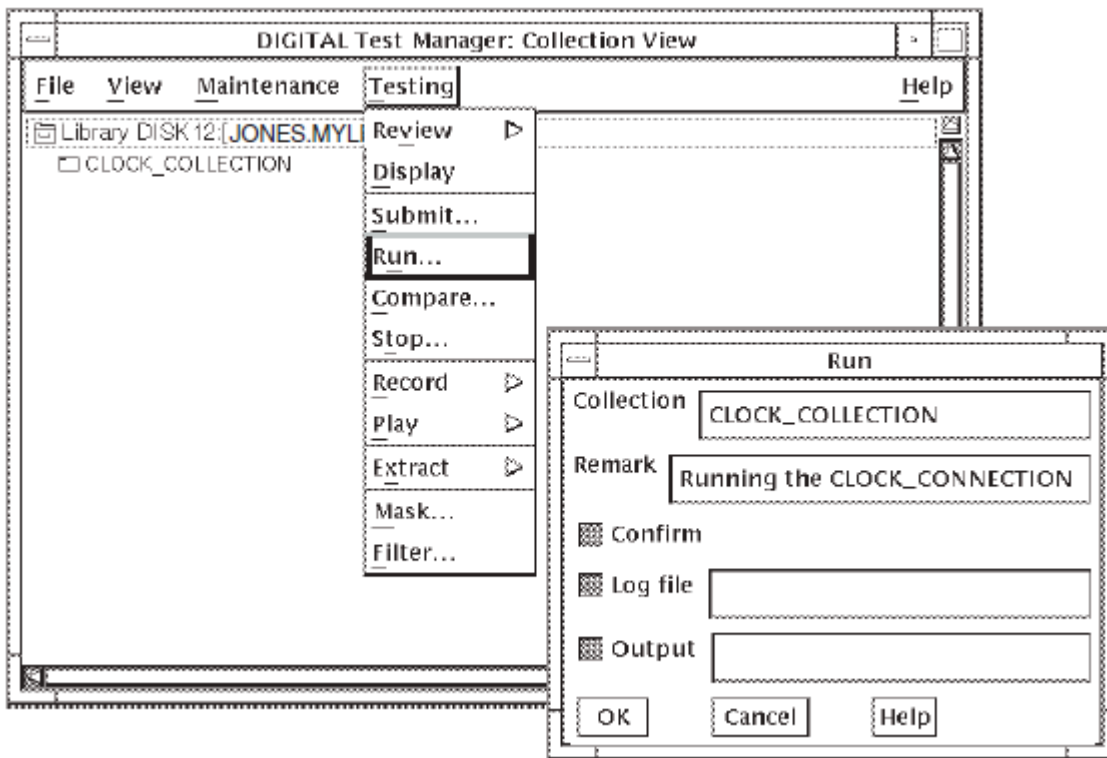 DIGITAL Test Manager: Collection View
File View Maintenance Testing Help
Library DISK12:[JONES.MYLI
CLOCK_COLLECTION
Review
Display
Submit...
Run...
Compare...
Stop...
Record
Play
Extract
Mask...
Filter...
Run
Collection CLOCK_COLLECTION
Remark Running the CLOCK_CONNECTION
Confirm
Log file
Output
OK Cancel Help